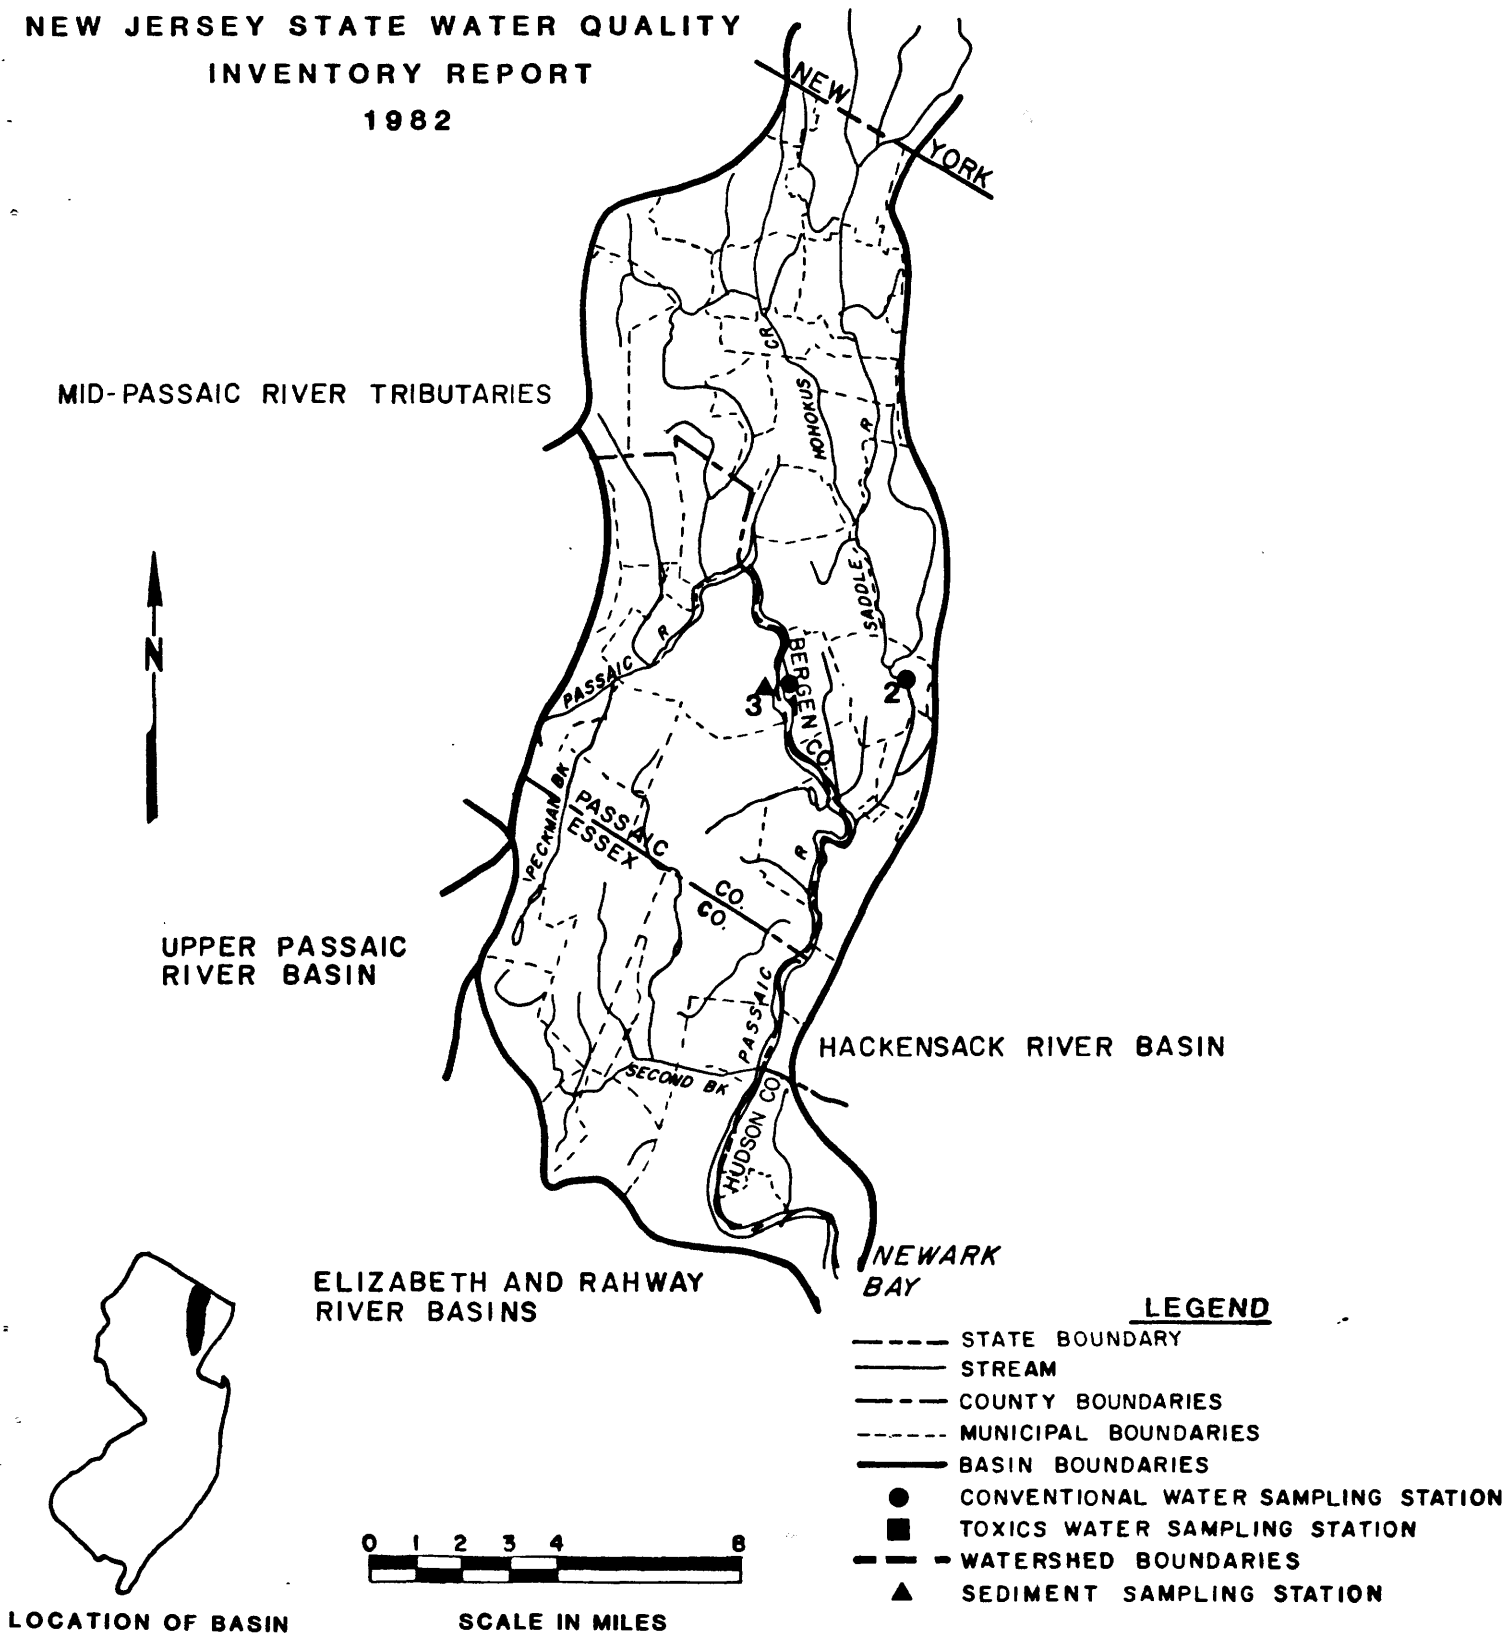 NEW JERSEY STATE WATER QUALITY
INVENTORY REPORT
1982
NEW YORK
MID-PASSAIC RIVER TRIBUTARIES
CR
HOHOKUS
R
SADDLE
N
PASSAIC R
BERGEN CO.
3
2
PECKMAN BK
PASSAIC CO.
ESSEX CO.
R
PASSAIC
UPPER PASSAIC
RIVER BASIN
HACKENSACK RIVER BASIN
SECOND BK
HUDSON CO
NEWARK
BAY
ELIZABETH AND RAHWAY
RIVER BASINS
LEGEND
STATE BOUNDARY
STREAM
COUNTY BOUNDARIES
MUNICIPAL BOUNDARIES
BASIN BOUNDARIES
CONVENTIONAL WATER SAMPLING STATION
TOXICS WATER SAMPLING STATION
WATERSHED BOUNDARIES
SEDIMENT SAMPLING STATION
0 1 2 3 4 8
SCALE IN MILES
LOCATION OF BASIN